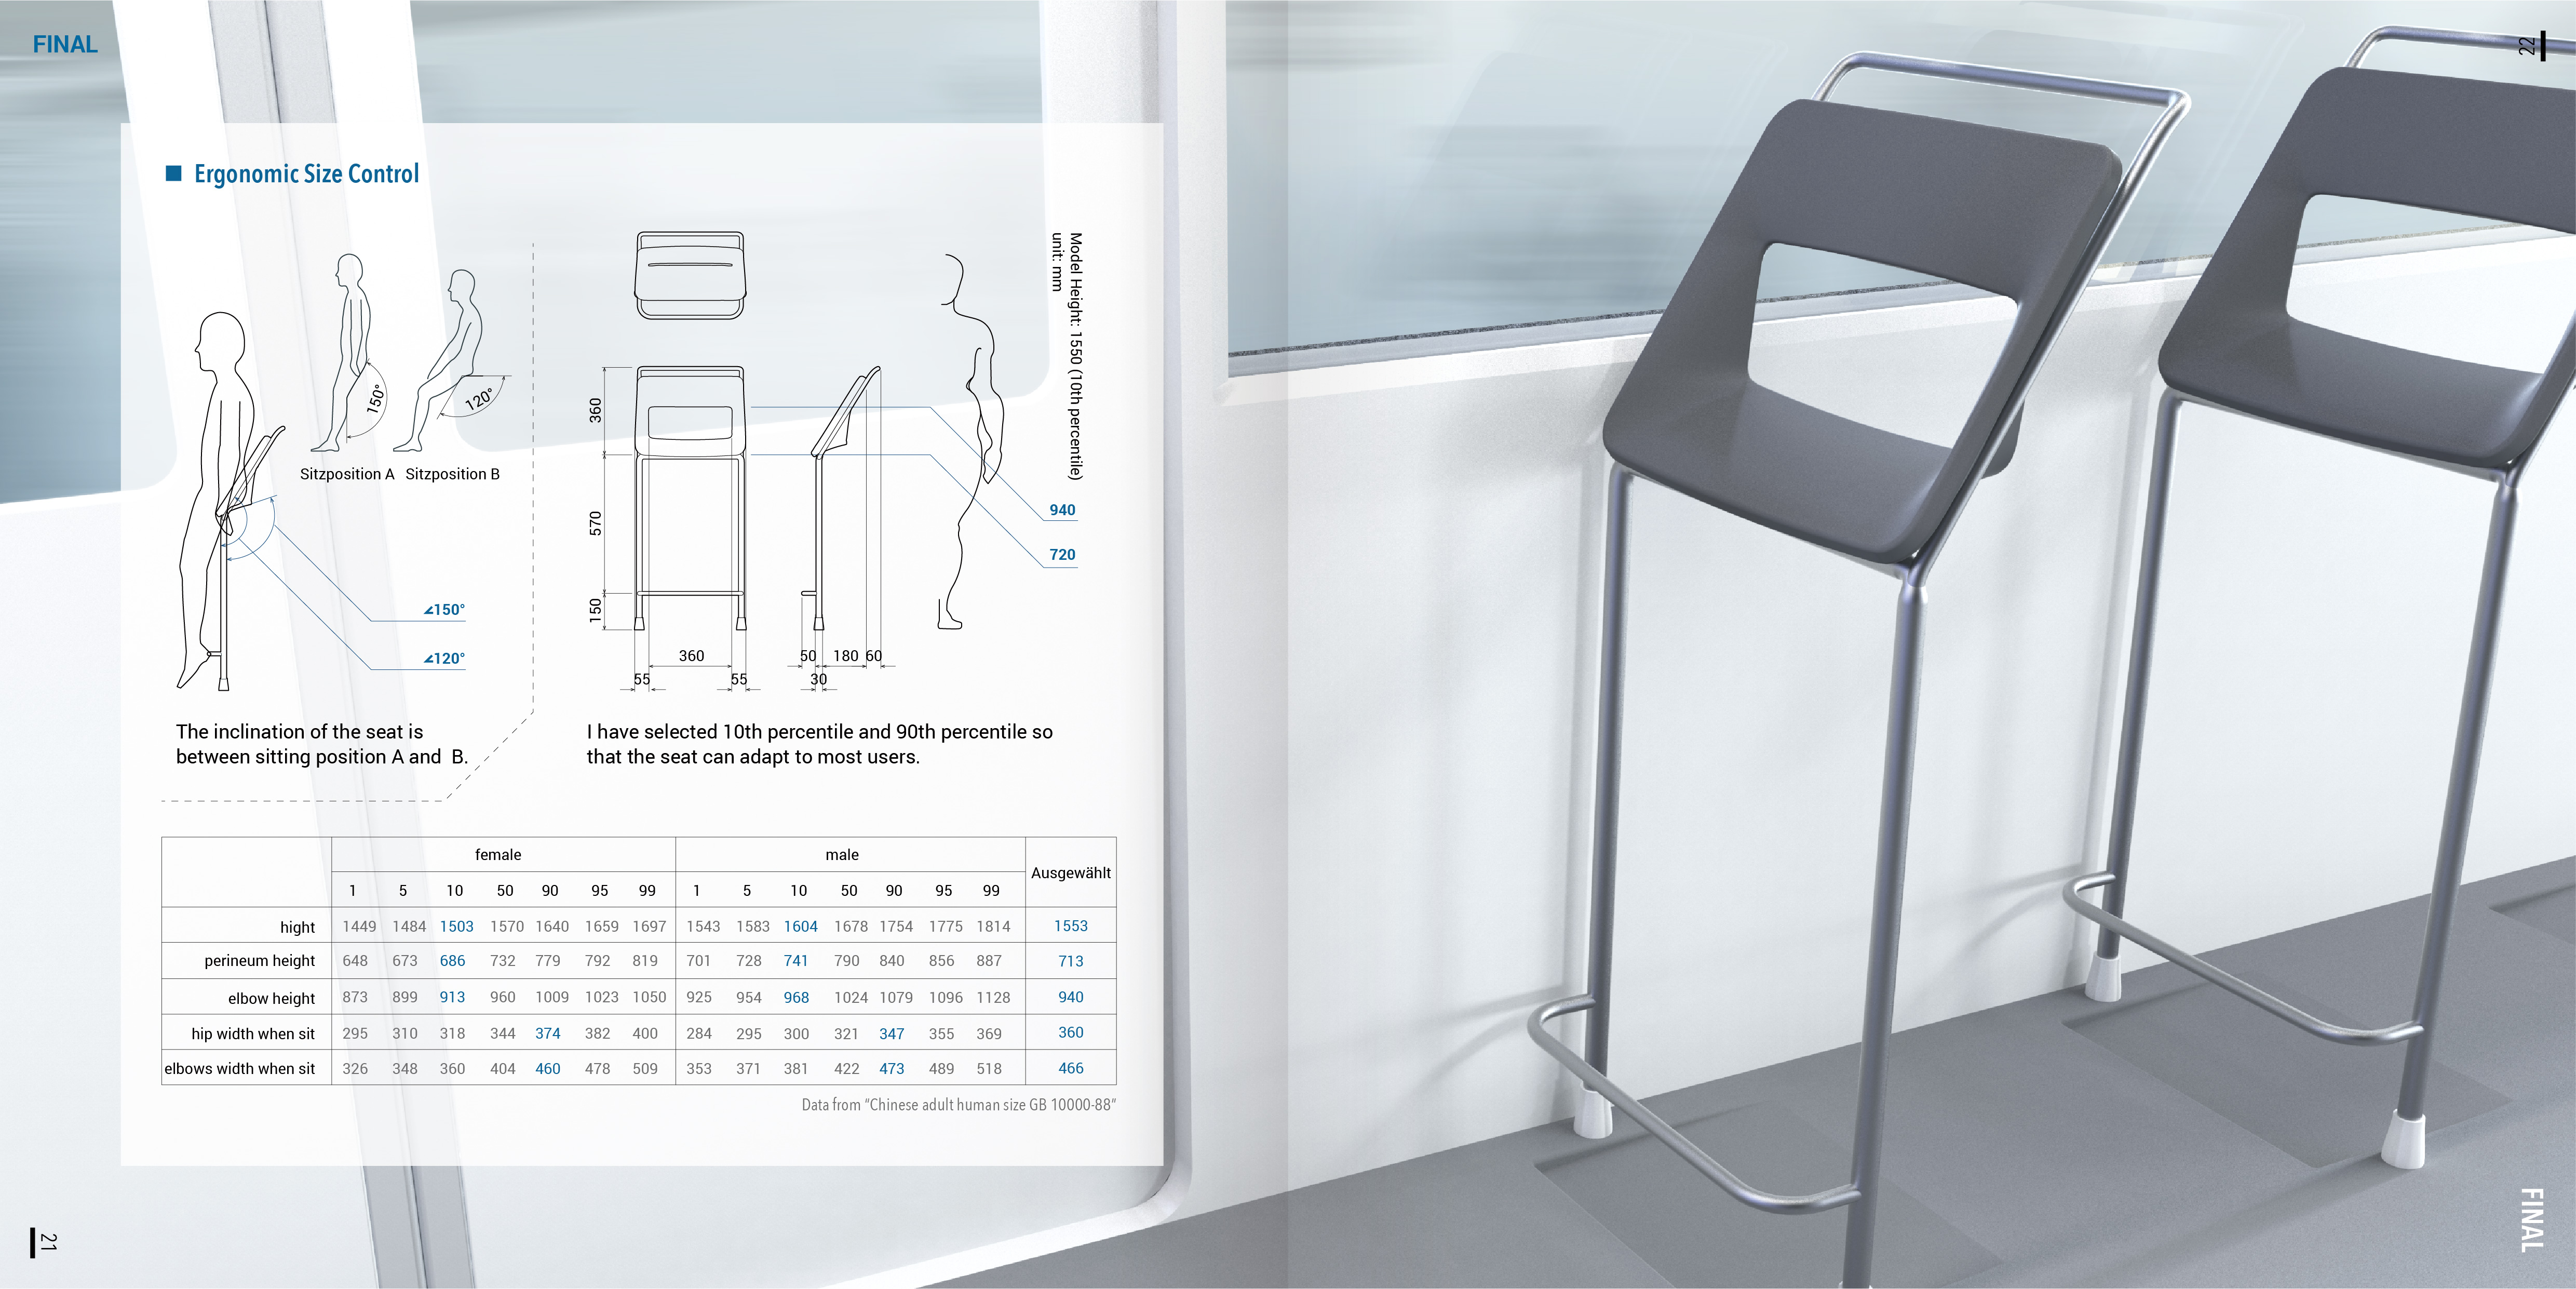 FINAL
22
Ergonomic Size Control
Model Height: 1550 (10th percentile)
unit: mm
150°
120°
Sitzposition A Sitzposition B
∠150°
∠120°
360
570
150
940
720
360
55
55
50 180 60
30
The inclination of the seat is
between sitting position A and B.
I have selected 10th percentile and 90th percentile so
that the seat can adapt to most users.
female male Ausgewählt
1 5 10 50 90 95 99 1 5 10 50 90 95 99
hight 1449 1484 1503 1570 1640 1659 1697 1543 1583 1604 1678 1754 1775 1814 1553
perineum height 648 673 686 732 779 792 819 701 728 741 790 840 856 887 713
elbow height 873 899 913 960 1009 1023 1050 925 954 968 1024 1079 1096 1128 940
hip width when sit 295 310 318 344 374 382 400 284 295 300 321 347 355 369 360
elbows width when sit 326 348 360 404 460 478 509 353 371 381 422 473 489 518 466
Data from "Chinese adult human size GB 10000-88"
21
FINAL